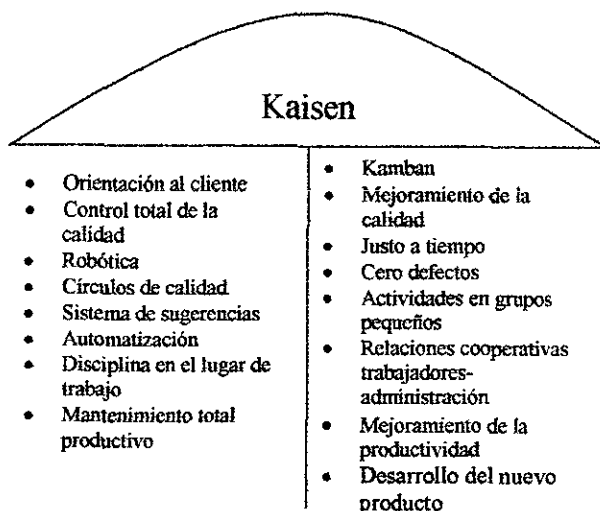 Kaisen
• Orientación al cliente
• Control total de la
calidad
• Robótica
• Círculos de calidad
• Sistema de sugerencias
• Automatización
• Disciplina en el lugar de
trabajo
• Mantenimiento total
productivo
• Kamban
• Mejoramiento de la
calidad
• Justo a tiempo
• Cero defectos
• Actividades en grupos
pequeños
• Relaciones cooperativas
trabajadores-
administración
• Mejoramiento de la
productividad
• Desarrollo del nuevo
producto